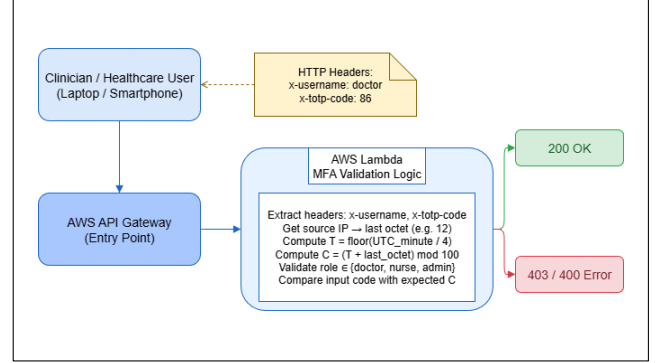 Clinician / Healthcare User
(Laptop / Smartphone)
HTTP Headers:
x-username: doctor
x-totp-code: 86
AWS API Gateway
(Entry Point)
AWS Lambda
MFA Validation Logic
Extract headers: x-username, x-totp-code
Get source IP → last octet (e.g. 12)
Compute T = floor(UTC_minute / 4)
Compute C = (T + last_octet) mod 100
Validate role ∈ {doctor, nurse, admin}
Compare input code with expected C
200 OK
403 / 400 Error